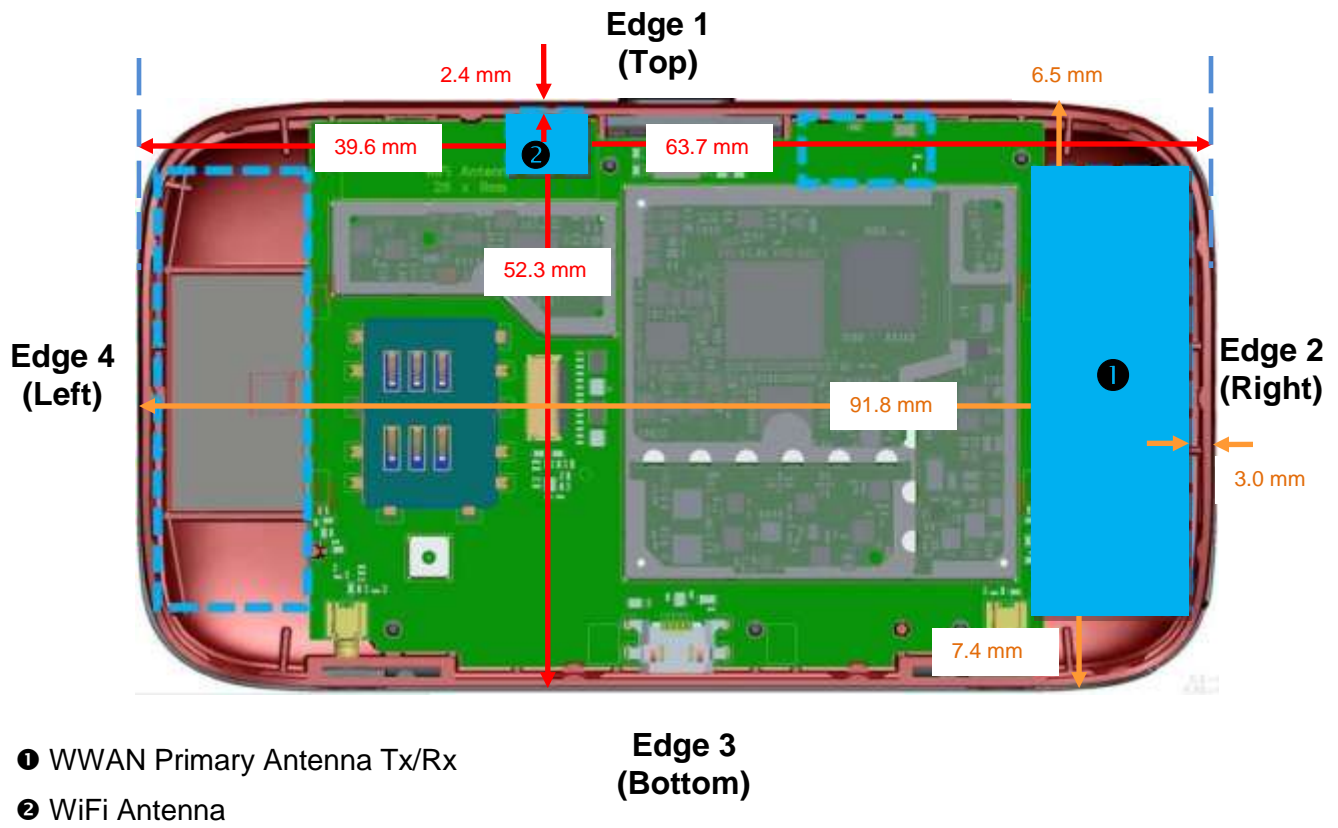 Edge 1
(Top)
2.4 mm
6.5 mm
39.6 mm
63.7 mm
❷
52.3 mm
Edge 4
(Left)
❶
Edge 2
(Right)
91.8 mm
3.0 mm
7.4 mm
❶ WWAN Primary Antenna Tx/Rx
Edge 3
(Bottom)
❷ WiFi Antenna